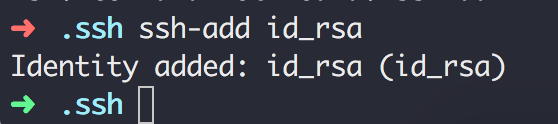 ➜ .ssh ssh-add id_rsa
Identity added: id_rsa (id_rsa)
➜ .ssh